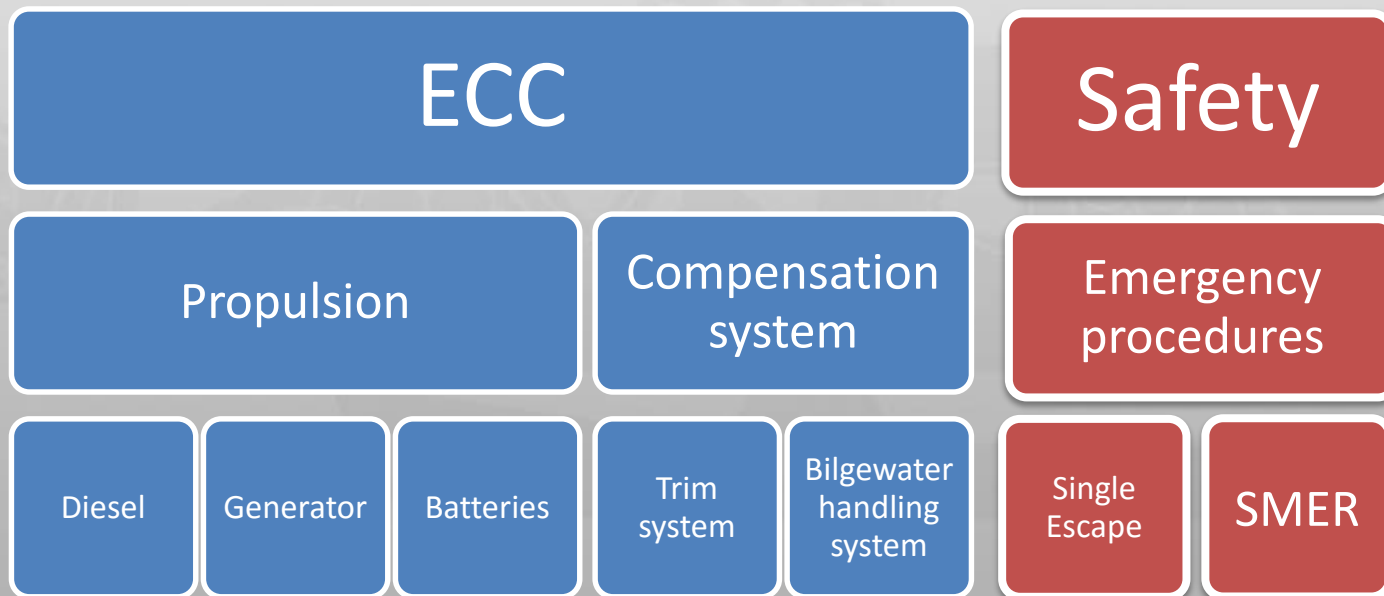 ECC
Safety
Propulsion
Compensation
system
Emergency
procedures
Diesel
Generator
Batteries
Trim
system
Bilgewater
handling
system
Single
Escape
SMER